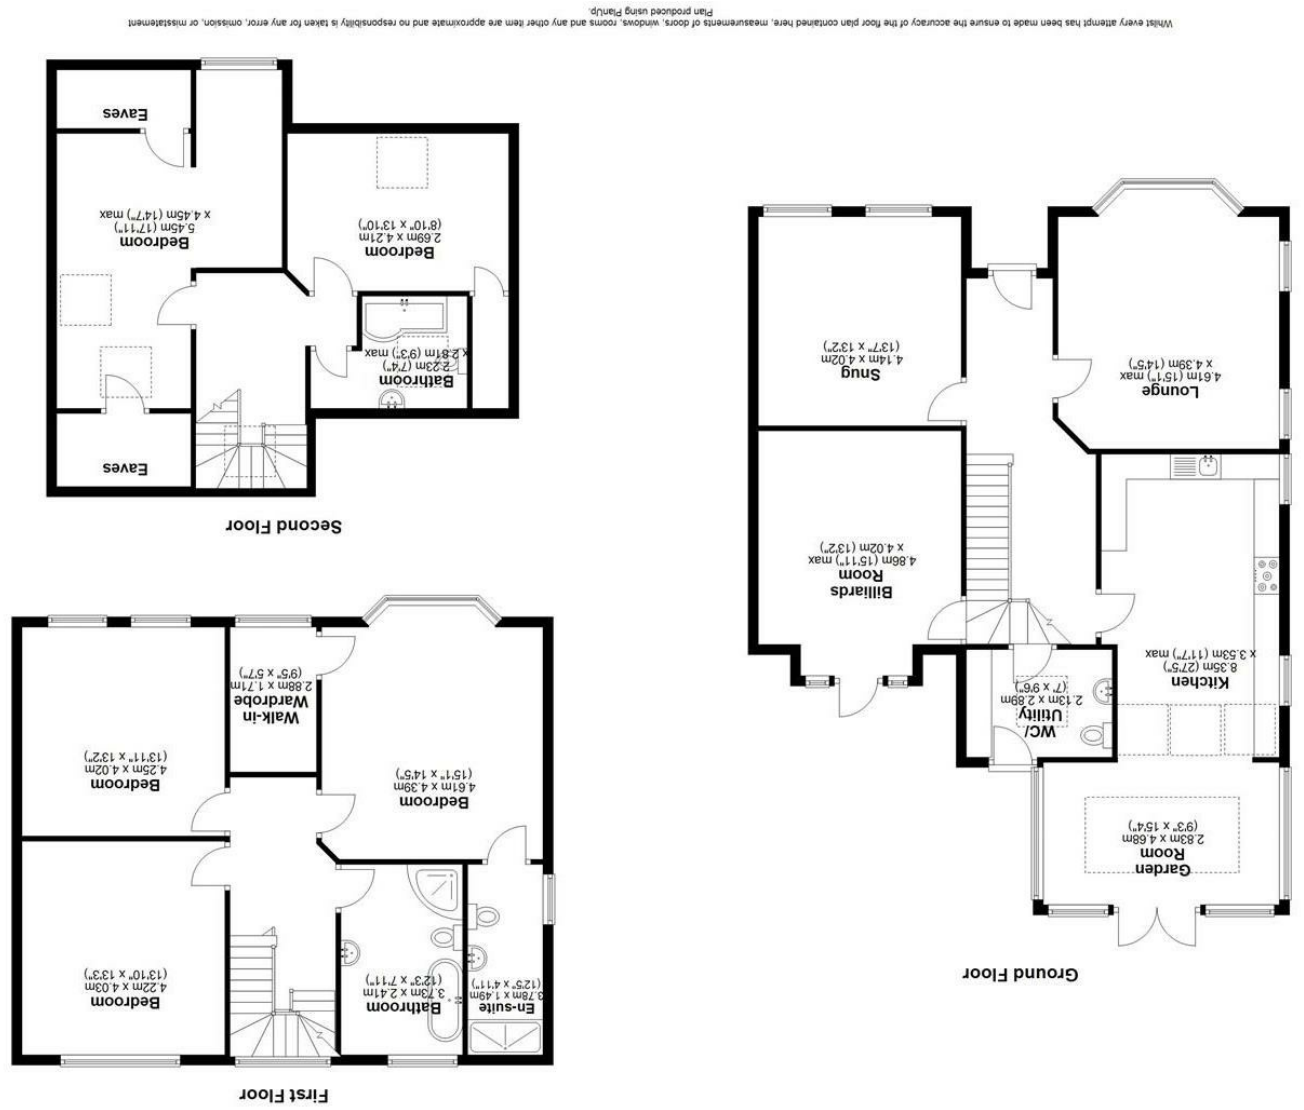 Ground Floor
Garden
Room
2.83m x 4.68m
(9'3" x 15'4")
WC/
Utility
2.13m x 2.89m
(7' x 9'6")
Kitchen
8.35m (27'5")
x 3.53m (11'7") max
Billiards
Room
4.86m (15'11") max
x 4.02m (13'2")
Lounge
4.61m (15'1") max
x 4.39m (14'5")
Snug
4.14m x 4.02m
(13'7" x 13'2")
First Floor
En-suite
3.78m x 1.49m
(12'5" x 4'11")
Bathroom
3.73m x 2.41m
(12'3" x 7'11")
Bedroom
4.22m x 4.03m
(13'10" x 13'3")
Bedroom
4.61m x 4.39m
(15'1" x 14'5")
Walk-in
Wardrobe
2.88m x 1.71m
(9'5" x 5'7")
Bedroom
4.25m x 4.02m
(13'11" x 13'2")
Second Floor
Eaves
Bathroom
2.23m (7'4")
x 2.81m (9'3") max
Bedroom
2.69m x 4.21m
(8'10" x 13'10")
Bedroom
5.45m (17'11")
x 4.45m (14'7") max
Eaves
Whilst every attempt has been made to ensure the accuracy of the floor plan contained here, measurements of doors, windows, rooms and any other item are approximate and no responsibility is taken for any error, omission, or misstatement
Plan produced using PlanUp.